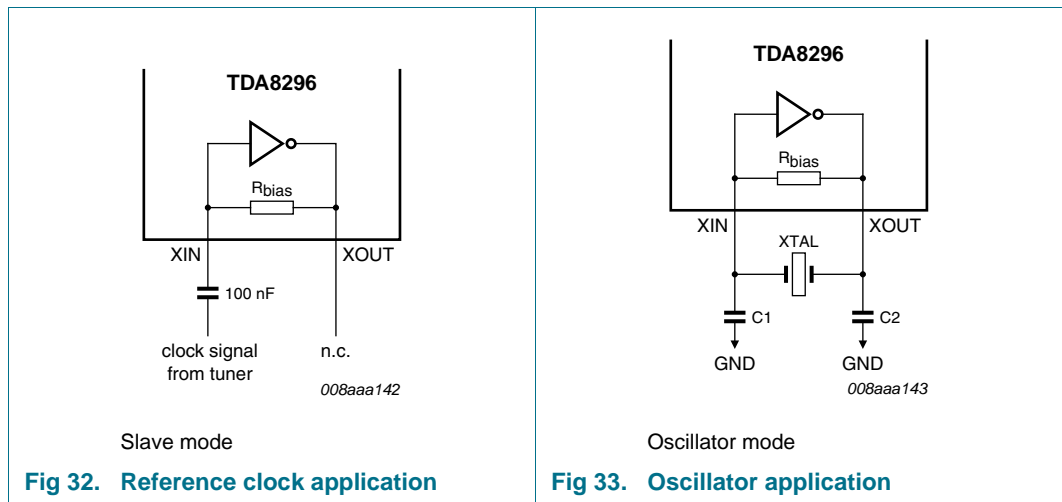 TDA8296
Rbias
XIN
XOUT
100 nF
clock signal
from tuner
n.c.
008aaa142
Slave mode
Fig 32. Reference clock application
TDA8296
Rbias
XIN
XOUT
XTAL
C1
C2
GND
GND
008aaa143
Oscillator mode
Fig 33. Oscillator application